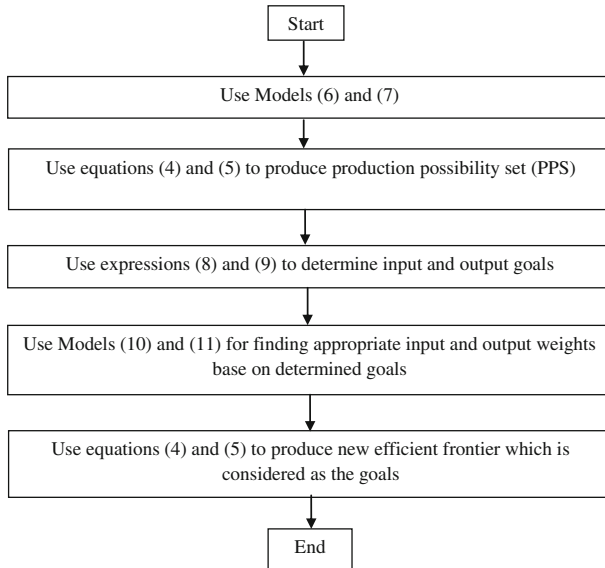 Start
Use Models (6) and (7)
Use equations (4) and (5) to produce production possibility set (PPS)
Use expressions (8) and (9) to determine input and output goals
Use Models (10) and (11) for finding appropriate input and output weights
base on determined goals
Use equations (4) and (5) to produce new efficient frontier which is
considered as the goals
End